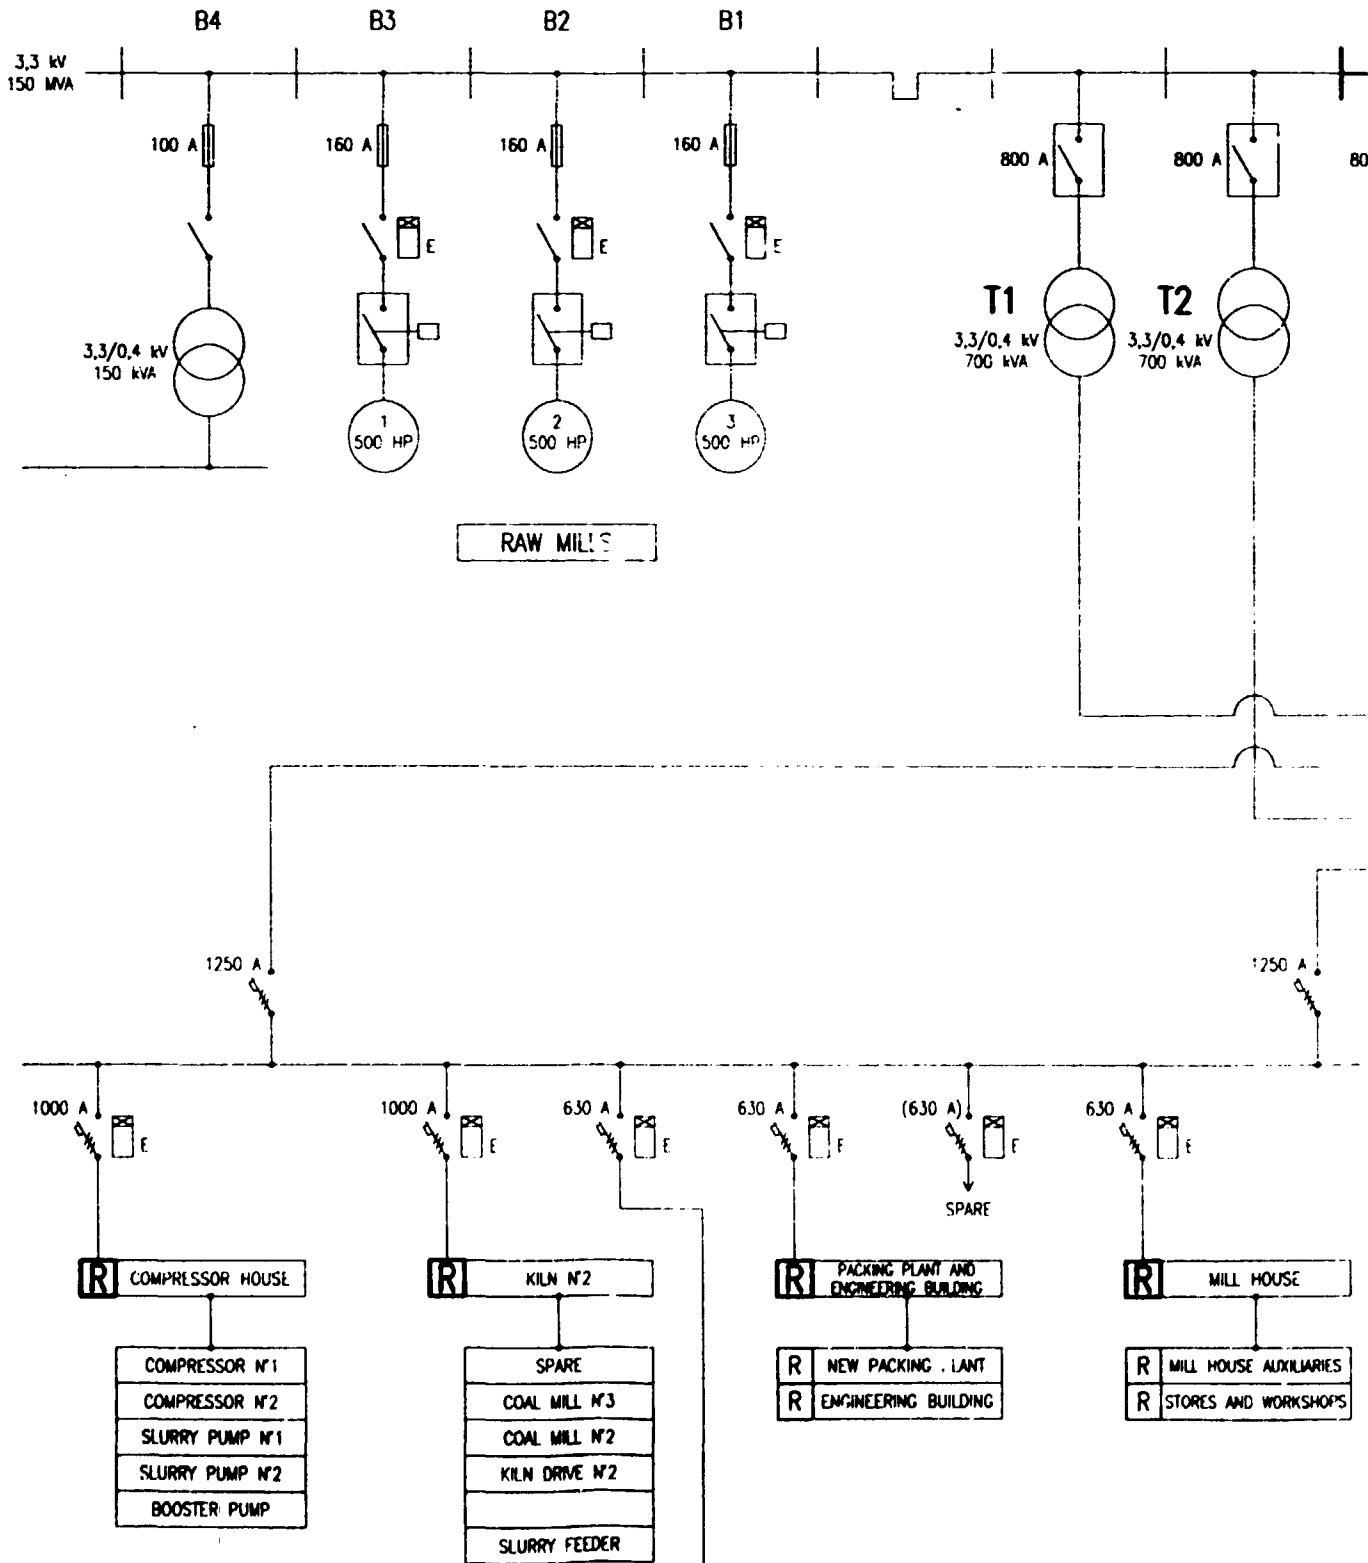 B4
B3
B2
B1
3,3 kV
150 MVA
100 A
160 A
160 A
160 A
800 A
800 A
80
E
E
E
T1
T2
3,3/0,4 kV
150 kVA
3,3/0,4 kV
700 kVA
3,3/0,4 kV
700 kVA
1
500 HP
2
500 HP
3
500 HP
RAW MILLS
1250 A
1250 A
1000 A
1000 A
630 A
630 A
(630 A)
630 A
E
E
E
E
E
E
SPARE
R COMPRESSOR HOUSE
R KILN N°2
R PACKING PLANT AND
ENGINEERING BUILDING
R MILL HOUSE
COMPRESSOR N°1
COMPRESSOR N°2
SLURRY PUMP N°1
SLURRY PUMP N°2
BOOSTER PUMP
SPARE
COAL MILL N°3
COAL MILL N°2
KILN DRIVE N°2
SLURRY FEEDER
R NEW PACKING .LANT
R ENGINEERING BUILDING
R MILL HOUSE AUXILIARIES
R STORES AND WORKSHOPS